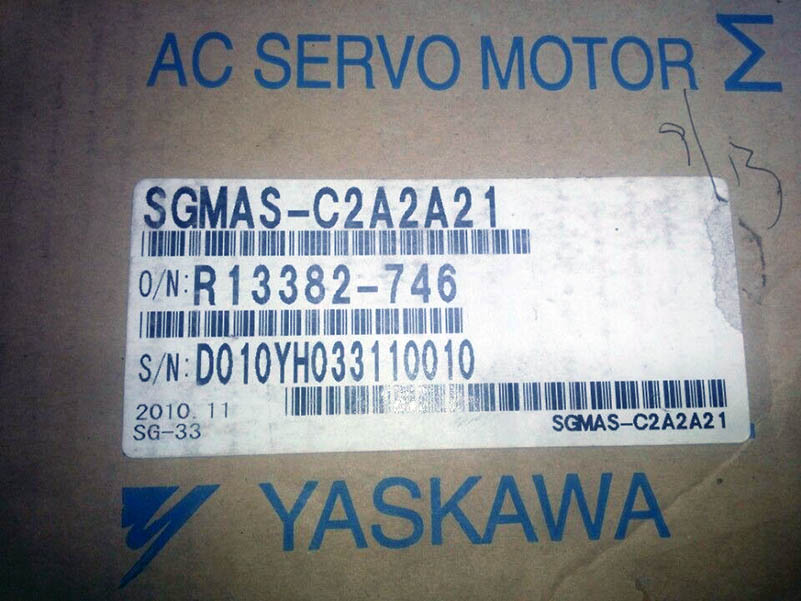 AC SERVO MOTOR Σ
SGMAS-C2A2A21
O/N: R13382-746
S/N: D010YH033110010
2010. 11
SG-33
SGMAS-C2A2A21
YASKAWA